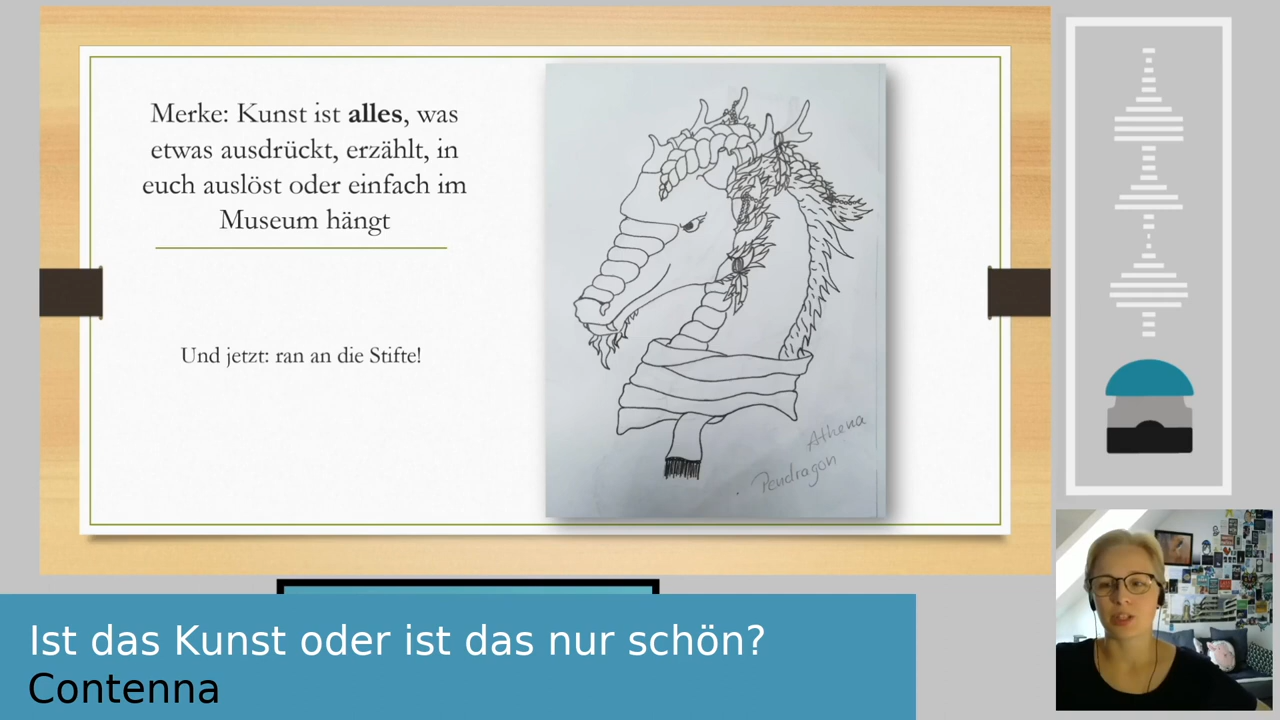 Merke: Kunst ist alles, was
etwas ausdrückt, erzählt, in
euch auslöst oder einfach im
Museum hängt
Und jetzt: ran an die Stifte!
Athena
Pendragon
Ist das Kunst oder ist das nur schön?
Contenna